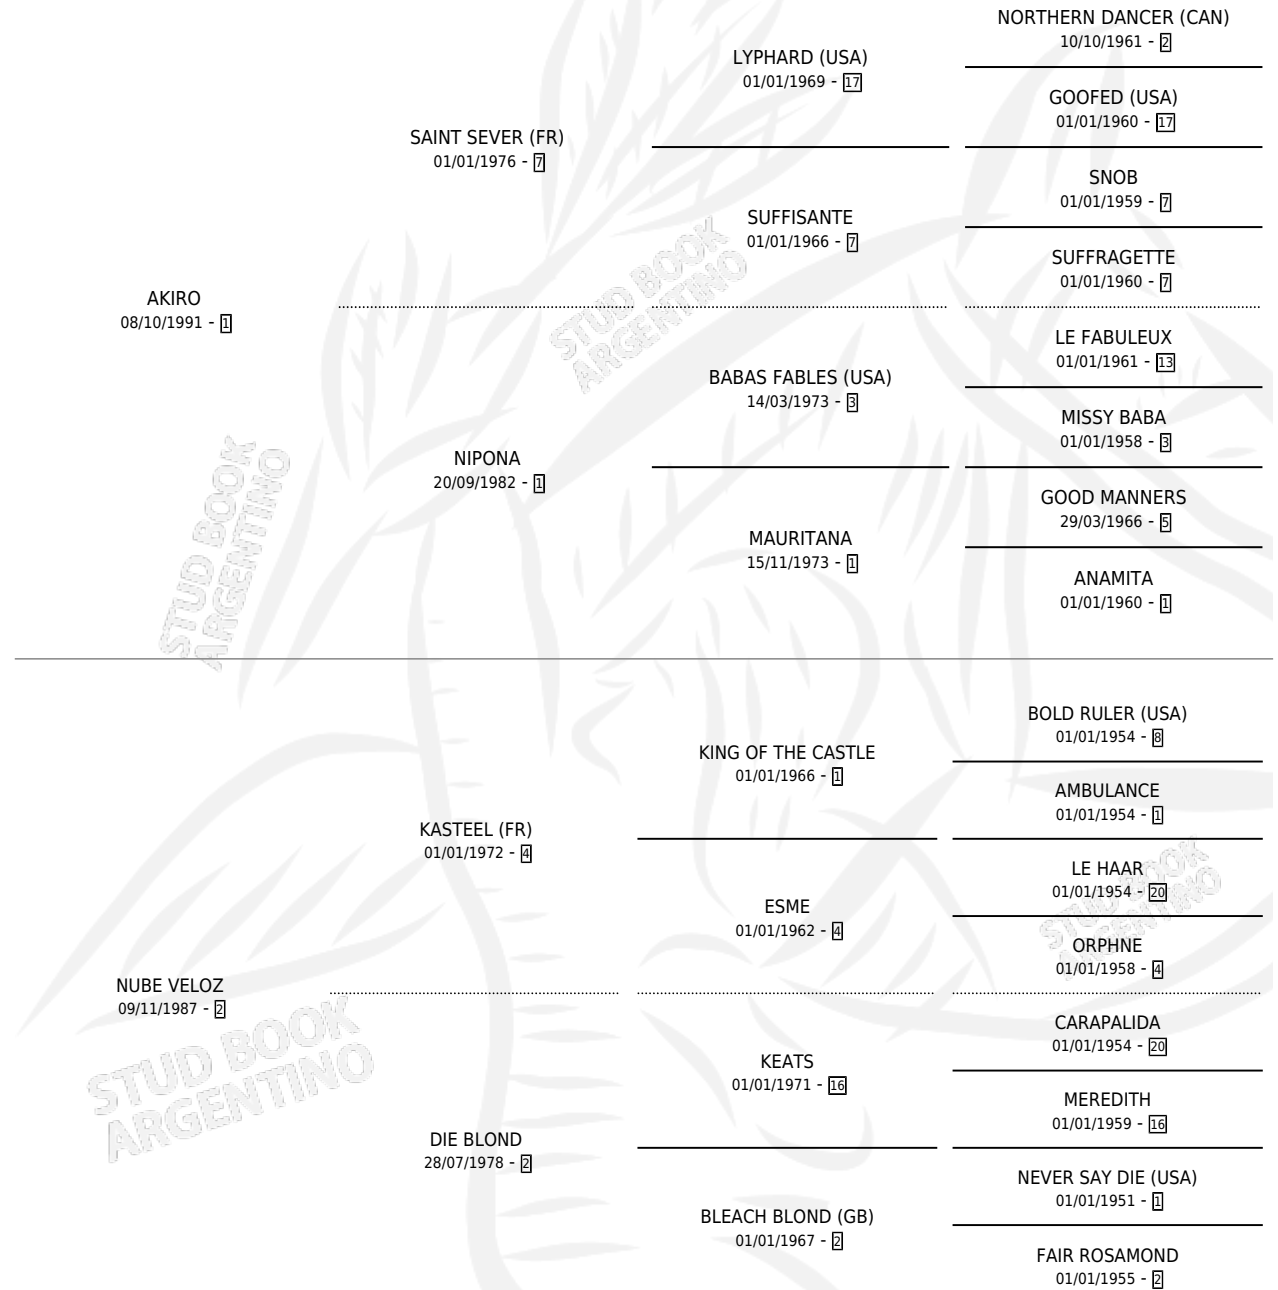 NORTHERN DANCER (CAN)
10/10/1961 - 2
LYPHARD (USA)
01/01/1969 - 17
GOOFED (USA)
01/01/1960 - 17
SAINT SEVER (FR)
01/01/1976 - 7
SNOB
01/01/1959 - 7
SUFFISANTE
01/01/1966 - 7
SUFFRAGETTE
01/01/1960 - 7
STUD BOOK
ARGENTINO
AKIRO
08/10/1991 - 1
LE FABULEUX
01/01/1961 - 13
BABAS FABLES (USA)
14/03/1973 - 3
MISSY BABA
01/01/1958 - 3
NIPONA
20/09/1982 - 1
GOOD MANNERS
29/03/1966 - 5
MAURITANA
15/11/1973 - 1
ANAMITA
01/01/1960 - 1
STUD BOOK
ARGENTINO
BOLD RULER (USA)
01/01/1954 - 8
KING OF THE CASTLE
01/01/1966 - 1
AMBULANCE
01/01/1954 - 1
KASTEEL (FR)
01/01/1972 - 4
LE HAAR
01/01/1954 - 20
ESME
01/01/1962 - 4
ORPHNE
01/01/1958 - 4
STUD BOOK
ARGENTINO
NUBE VELOZ
09/11/1987 - 2
CARAPALIDA
01/01/1954 - 20
KEATS
01/01/1971 - 16
MEREDITH
01/01/1959 - 16
STUD BOOK
ARGENTINO
DIE BLOND
28/07/1978 - 2
NEVER SAY DIE (USA)
01/01/1951 - 1
BLEACH BLOND (GB)
01/01/1967 - 2
FAIR ROSAMOND
01/01/1955 - 2